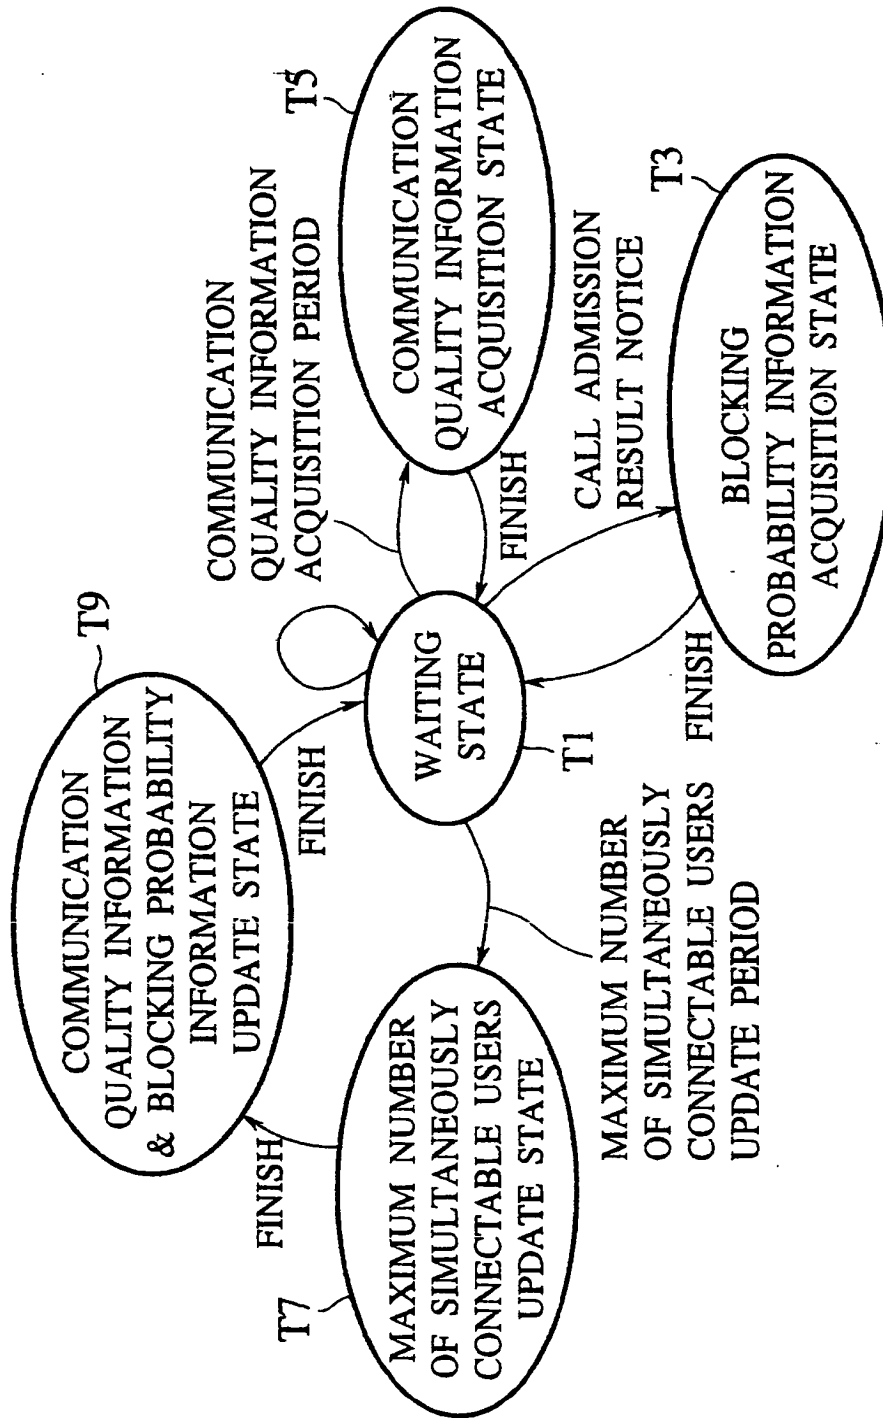 T9
COMMUNICATION
QUALITY INFORMATION
& BLOCKING PROBABILITY
INFORMATION
UPDATE STATE
FINISH
FINISH
T7
MAXIMUM NUMBER
OF SIMULTANEOUSLY
CONNECTABLE USERS
UPDATE STATE
WAITING
STATE
T1
MAXIMUM NUMBER
OF SIMULTANEOUSLY
CONNECTABLE USERS
UPDATE PERIOD
COMMUNICATION
QUALITY INFORMATION
ACQUISITION PERIOD
T5
COMMUNICATION
QUALITY INFORMATION
ACQUISITION STATE
FINISH
CALL ADMISSION
RESULT NOTICE
FINISH
T3
BLOCKING
PROBABILITY INFORMATION
ACQUISITION STATE